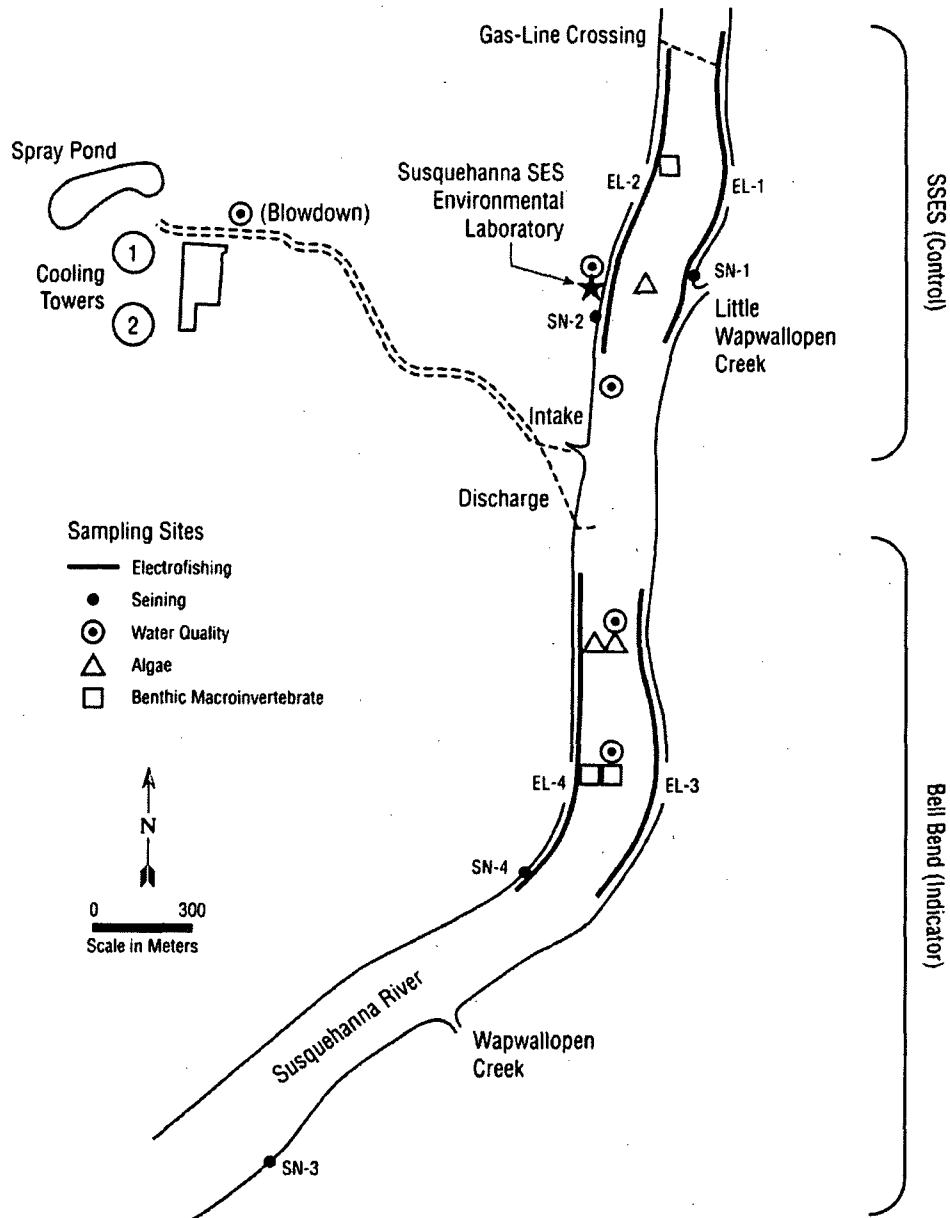 Gas-Line Crossing
Spray Pond
(Blowdown)
1
Cooling
Towers
2
Susquehanna SES
Environmental
Laboratory
EL-2
EL-1
SN-1
SN-2
Little
Wapwallopen
Creek
Intake
Discharge
SSES (Control)
Sampling Sites
Electrofishing
Seining
Water Quality
Algae
Benthic Macroinvertebrate
N
0 300
Scale in Meters
EL-4
EL-3
SN-4
Susquehanna River
Wapwallopen
Creek
SN-3
Bell Bend (Indicator)